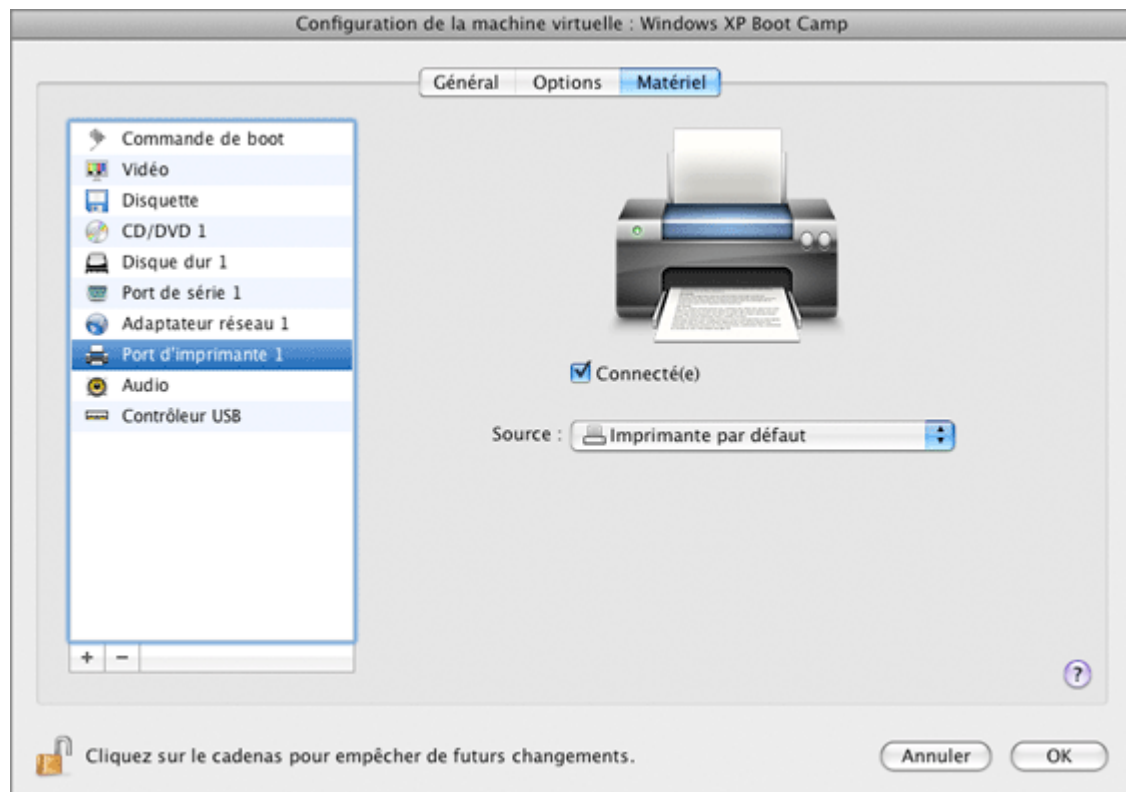 Configuration de la machine virtuelle : Windows XP Boot Camp
Général Options Matériel
Commande de boot
Vidéo
Disquette
CD/DVD 1
Disque dur 1
Port de série 1
Adaptateur réseau 1
Port d'imprimante 1
Audio
Contrôleur USB
Connecté(e)
Source : Imprimante par défaut
+ −
?
Cliquez sur le cadenas pour empêcher de futurs changements.
Annuler OK